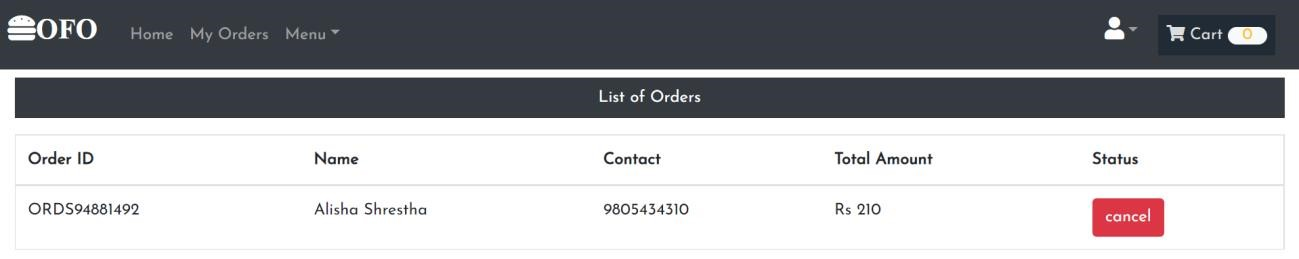 OFO Home My Orders Menu Cart 0
List of Orders
Order ID Name Contact Total Amount Status
ORDS94881492 Alisha Shrestha 9805434310 Rs 210 cancel